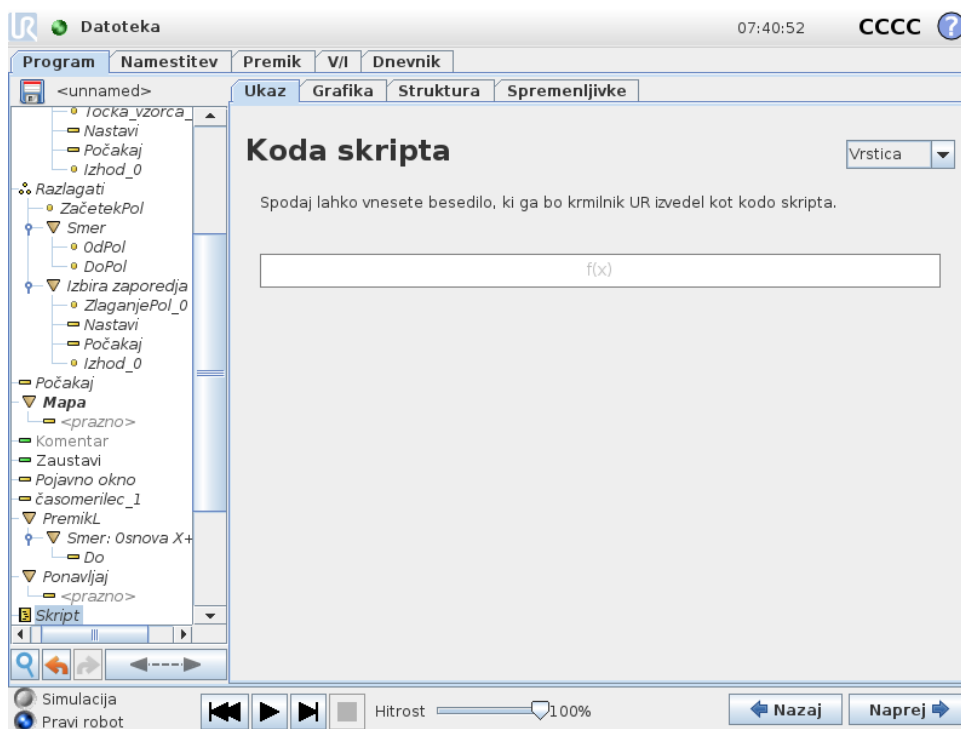 UR Datoteka 07:40:52 CCCC ?
Program Namestitev Premik V/I Dnevnik
<unnamed>
Ukaz Grafika Struktura Spremenljivke
Točka_vzorca_
Nastavi
Počakaj
Izhod_0
Razlagati
ZačetekPol
Smer
OdPol
DoPol
Izbira zaporedja
ZlaganjePol_0
Nastavi
Počakaj
Izhod_0
Počakaj
Mapa
<prazno>
Komentar
Zaustavi
Pojavno okno
časomerilec_1
PremikL
Smer: Osnova X+
Do
Ponavljaj
<prazno>
Skript
Koda skripta
Vrstica
Spodaj lahko vnesete besedilo, ki ga bo krmilnik UR izvedel kot kodo skripta.
f(x)
Simulacija
Pravi robot
Hitrost 100%
Nazaj Naprej